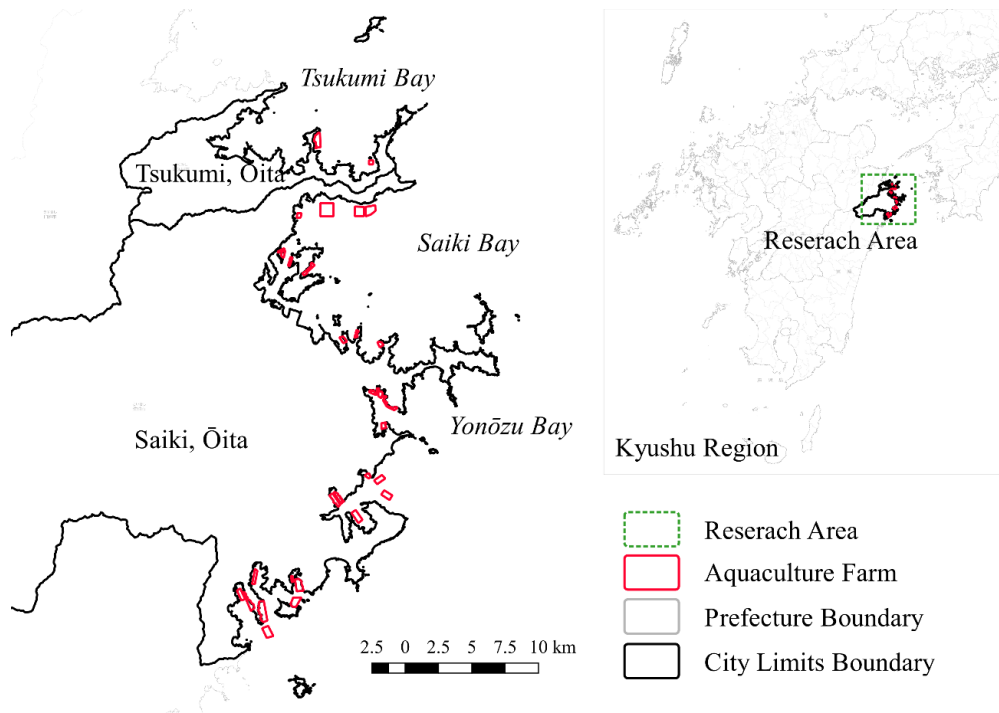 Tsukumi Bay
Tsukumi, Ōita
Saiki Bay
Reserach Area
Saiki, Ōita
Yonōzu Bay
Kyushu Region
Reserach Area
Aquaculture Farm
Prefecture Boundary
City Limits Boundary
2.5 0 2.5 5 7.5 10 km